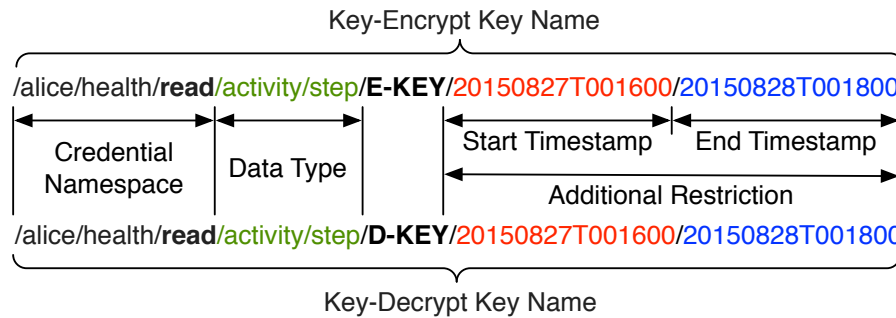 Key-Encrypt Key Name
/alice/health/read/activity/step/E-KEY/20150827T001600/20150828T001800
Credential Namespace
Data Type
Start Timestamp
End Timestamp
Additional Restriction
/alice/health/read/activity/step/D-KEY/20150827T001600/20150828T001800
Key-Decrypt Key Name